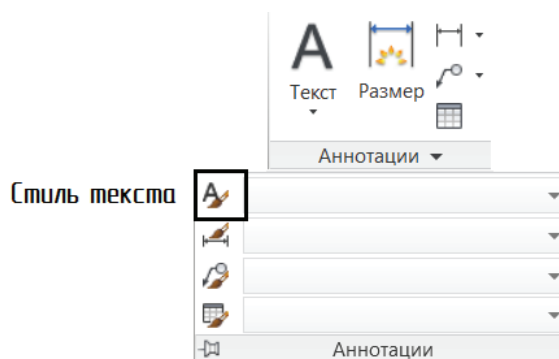 Текст
Размер
Аннотации
Стиль текста
Аннотации